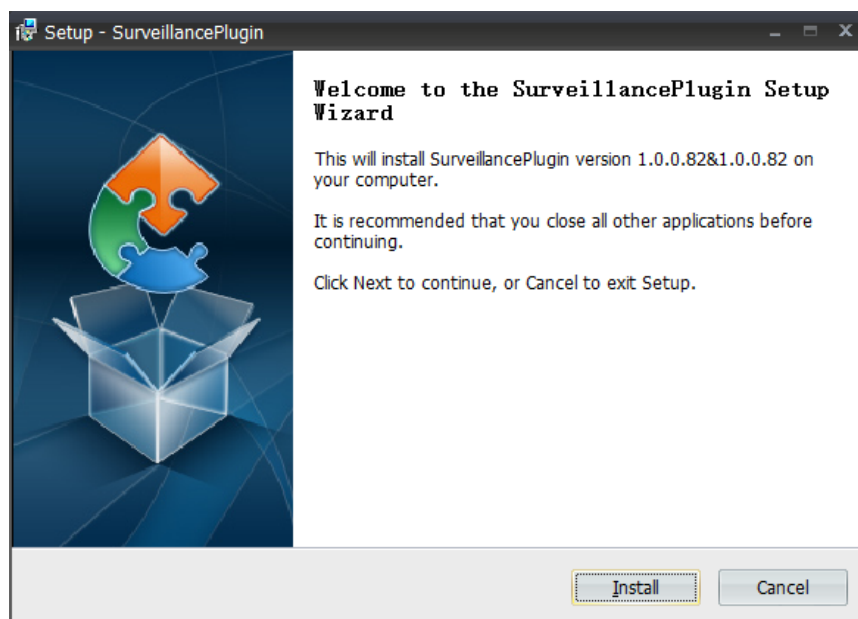 Setup - SurveillancePlugin
Welcome to the SurveillancePlugin Setup
Wizard
This will install SurveillancePlugin version 1.0.0.82&1.0.0.82 on
your computer.
It is recommended that you close all other applications before
continuing.
Click Next to continue, or Cancel to exit Setup.
Install
Cancel